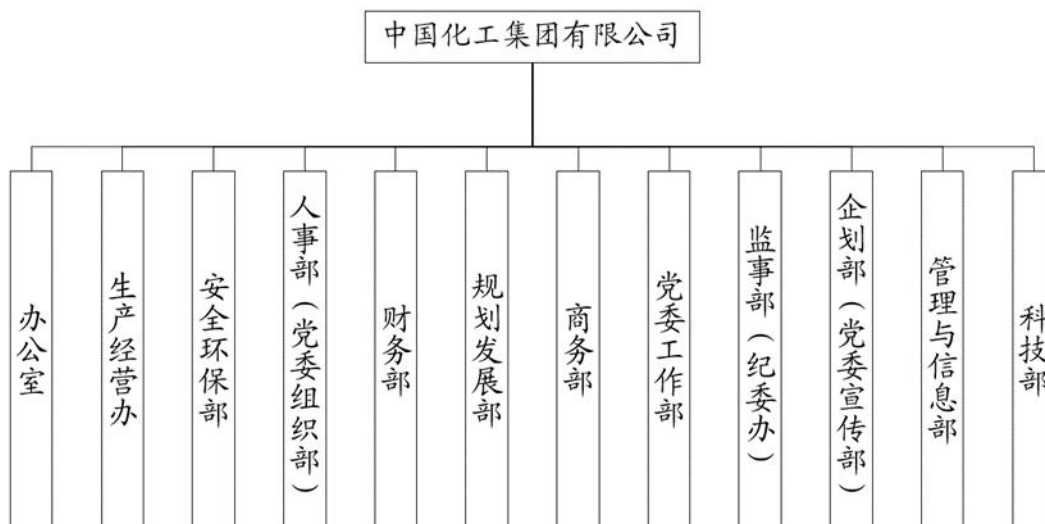 中国化工集团有限公司
办公室
生产经营办
安全环保部
人事部（党委组织部）
财务部
规划发展部
商务部
党委工作部
监事部（纪委办）
企划部（党委宣传部）
管理与信息部
科技部